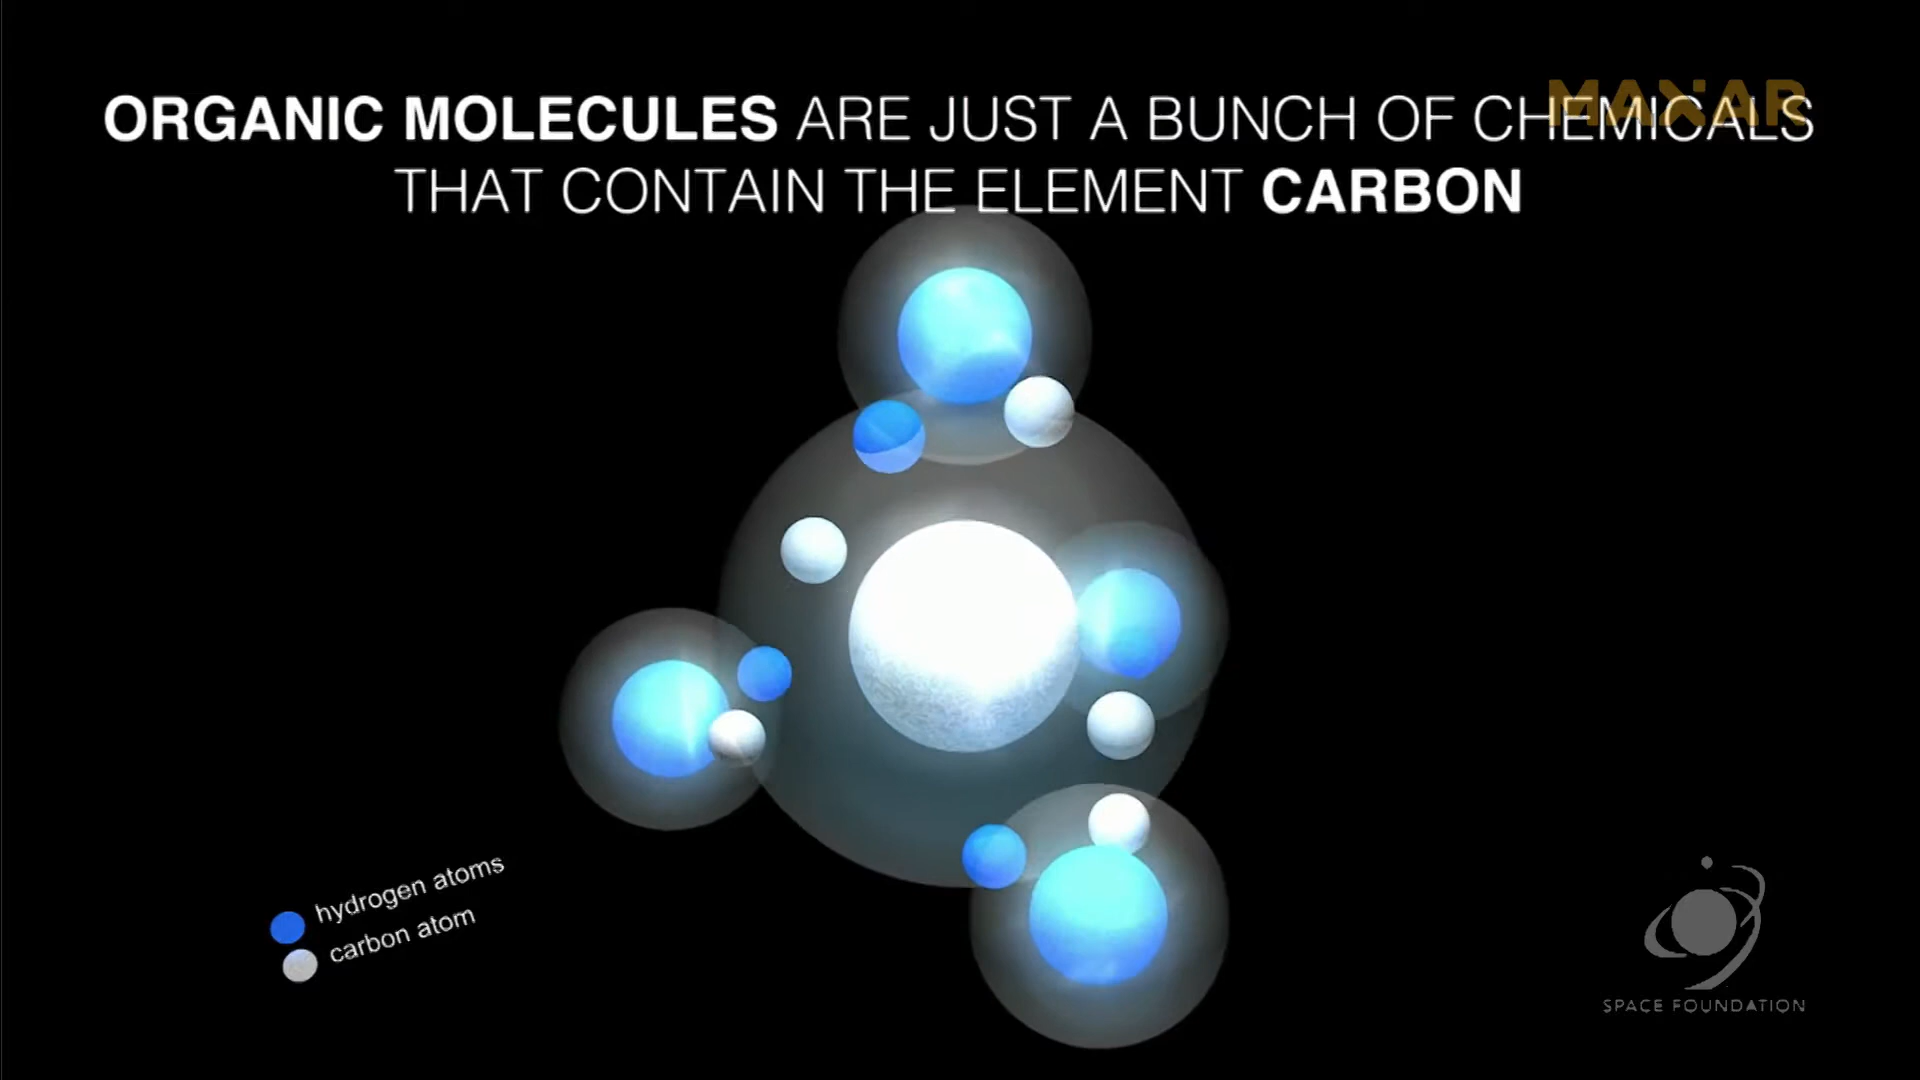 MAXAR
ORGANIC MOLECULES ARE JUST A BUNCH OF CHEMICALS
THAT CONTAIN THE ELEMENT CARBON
hydrogen atoms
carbon atom
SPACE FOUNDATION